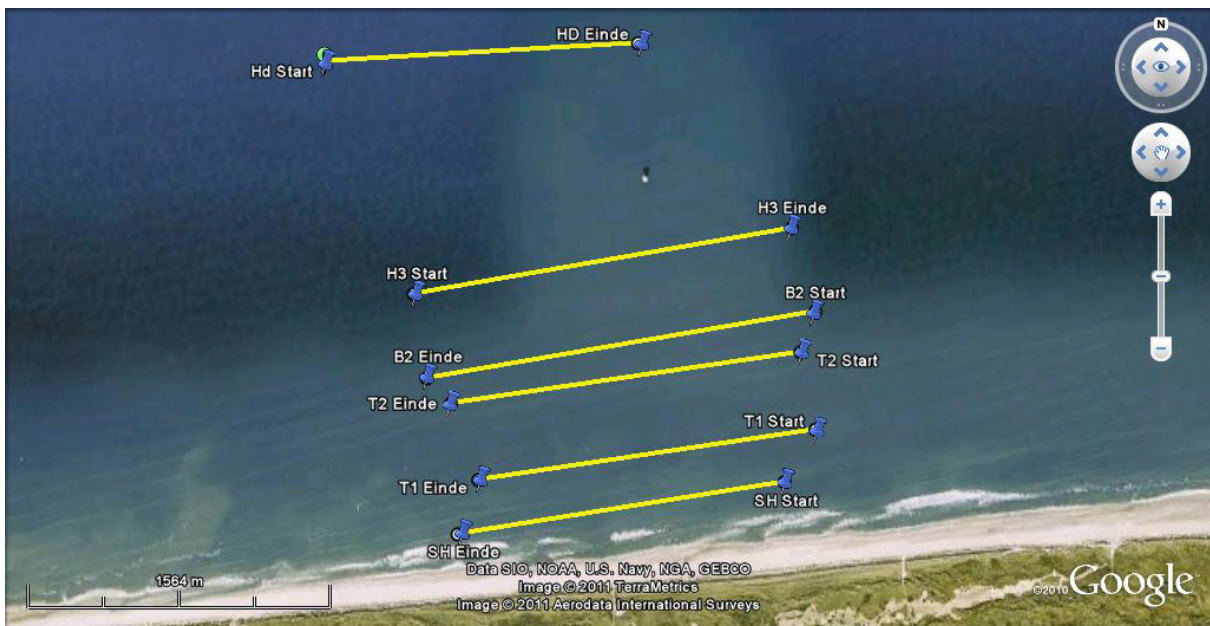 N
HD Einde
Hd Start
H3 Einde
H3 Start
B2 Start
B2 Einde
T2 Start
T2 Einde
T1 Start
T1 Einde
SH Start
SH Einde
Data SIO, NOAA, U.S. Navy, NGA, GEBCO
1564 m
Image © 2011 TerraMetrics
Image © 2011 Aerodata International Surveys
©2010 Google